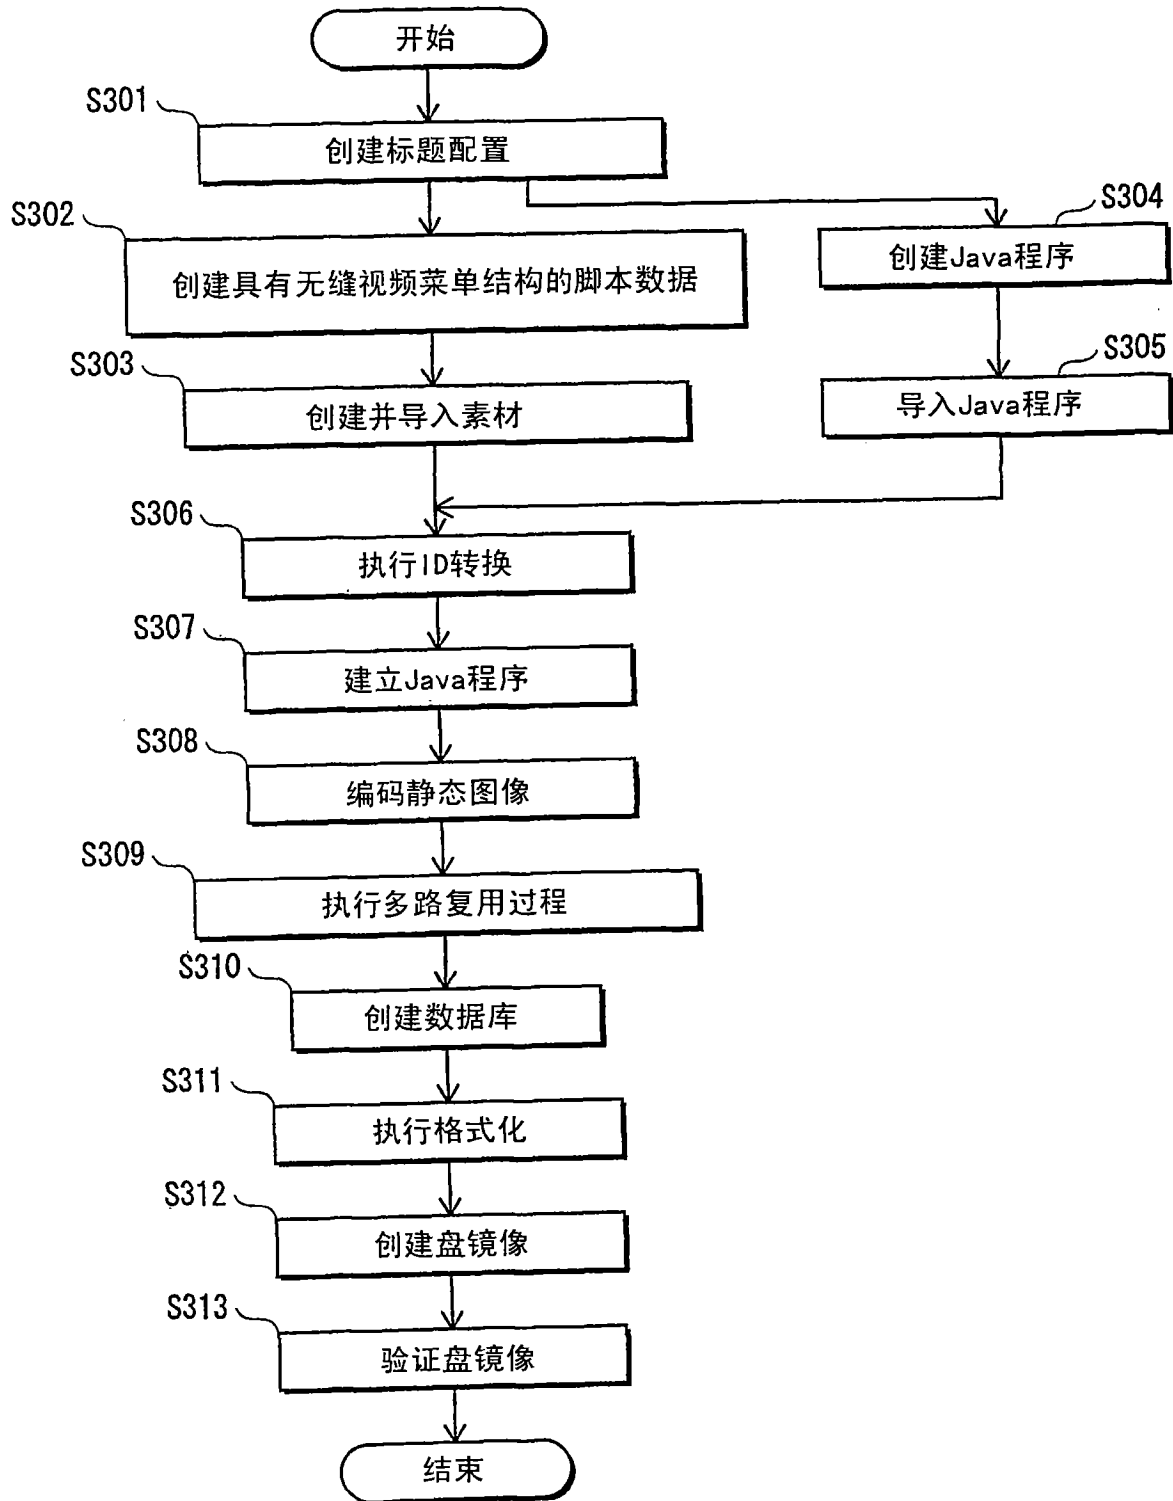 开始
S301
创建标题配置
S302
创建具有无缝视频菜单结构的脚本数据
S303
创建并导入素材
S304
创建Java程序
S305
导入Java程序
S306
执行ID转换
S307
建立Java程序
S308
编码静态图像
S309
执行多路复用过程
S310
创建数据库
S311
执行格式化
S312
创建盘镜像
S313
验证盘镜像
结束